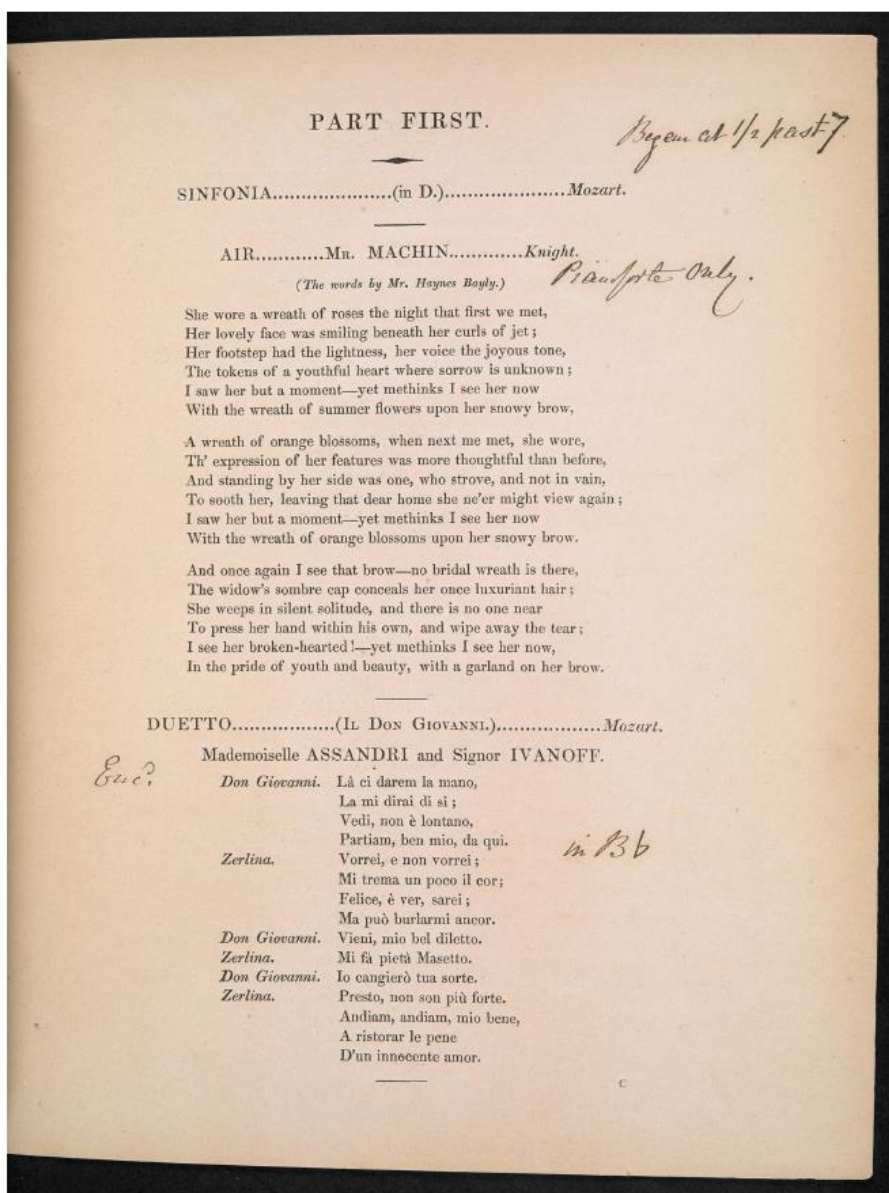 PART FIRST.
Began at 1/2 past 7
SINFONIA.....................(in D.).....................Mozart.
AIR............MR. MACHIN.............Knight.
Pianoforte Only.
(The words by Mr. Haynes Bayly.)
She wore a wreath of roses the night that first we met,
Her lovely face was smiling beneath her curls of jet;
Her footstep had the lightness, her voice the joyous tone,
The tokens of a youthful heart where sorrow is unknown;
I saw her but a moment—yet methinks I see her now
With the wreath of summer flowers upon her snowy brow,
A wreath of orange blossoms, when next me met, she wore,
Th' expression of her features was more thoughtful than before,
And standing by her side was one, who strove, and not in vain,
To sooth her, leaving that dear home she ne'er might view again;
I saw her but a moment—yet methinks I see her now
With the wreath of orange blossoms upon her snowy brow.
And once again I see that brow—no bridal wreath is there,
The widow's sombre cap conceals her once luxuriant hair;
She weeps in silent solitude, and there is no one near
To press her hand within his own, and wipe away the tear;
I see her broken-hearted!—yet methinks I see her now,
In the pride of youth and beauty, with a garland on her brow.
DUETTO..................(IL DON GIOVANNI.)..................Mozart.
Mademoiselle ASSANDRI and Signor IVANOFF.
Enc.
Don Giovanni. Là ci darem la mano,
La mi dirai di si;
Vedi, non è lontano,
Partiam, ben mio, da qui.
in B♭
Zerlina. Vorrei, e non vorrei;
Mi trema un poco il cor;
Felice, è ver, sarei;
Ma può burlarmi ancor.
Don Giovanni. Vieni, mio bel diletto.
Zerlina. Mi fà pietà Masetto.
Don Giovanni. Io cangierò tua sorte.
Zerlina. Presto, non son più forte.
Andiam, andiam, mio bene,
A ristorar le pene
D'un innocente amor.
C